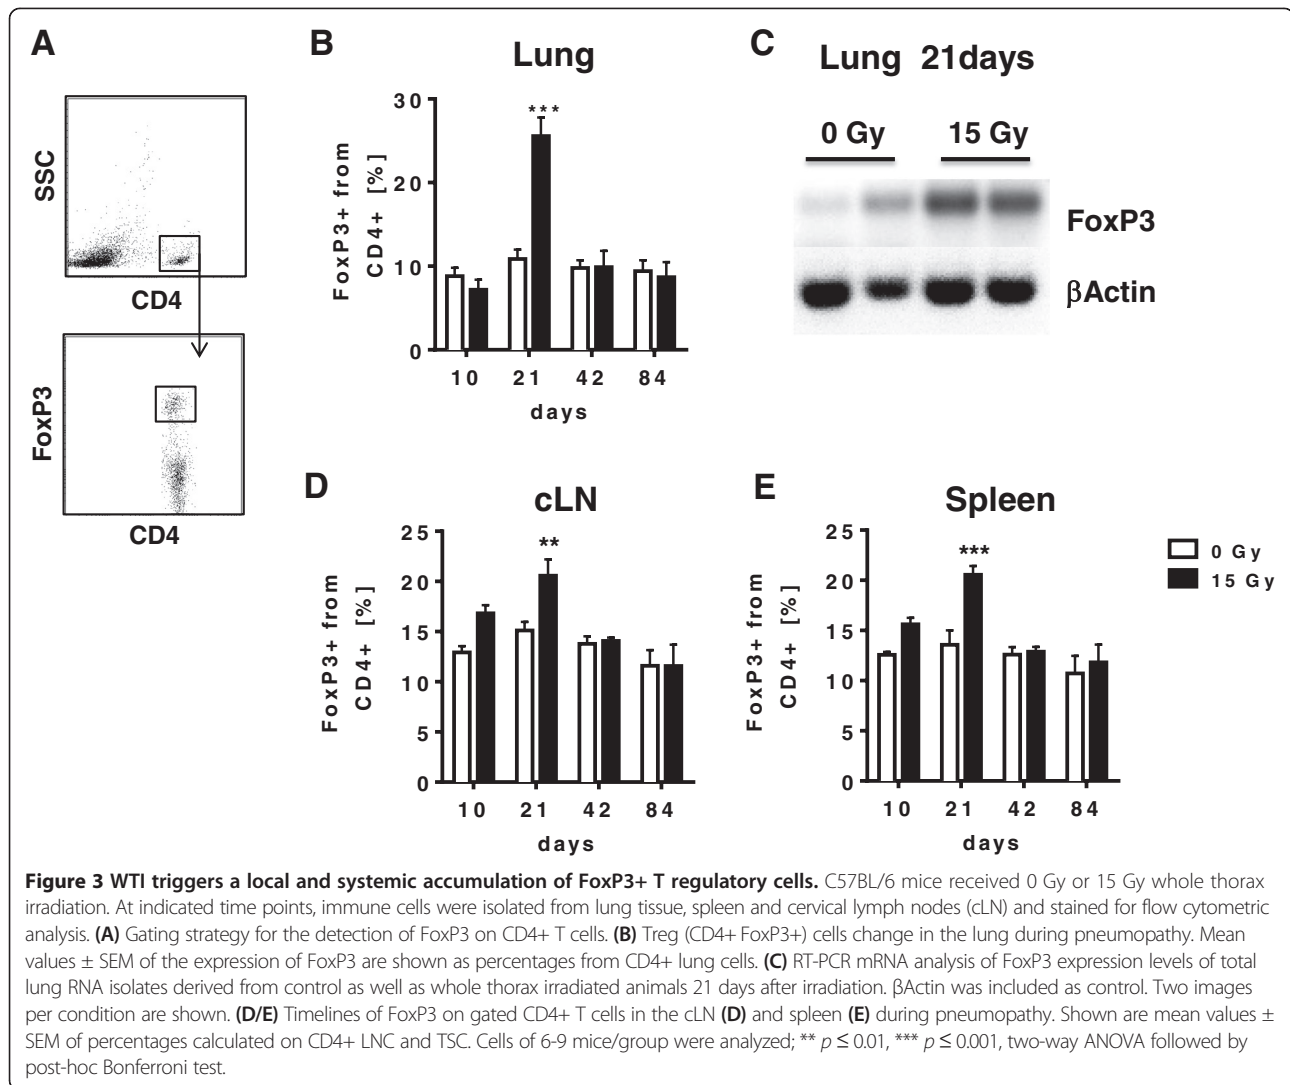 A
SSC
CD4
FoxP3
CD4
B
Lung
FoxP3+ from
CD4+ [%]
30
20
10
0
***
10 21 42 84
days
C
Lung 21days
0 Gy 15 Gy
FoxP3
βActin
D
cLN
FoxP3+ from
CD4+ [%]
25
20
15
10
5
0
**
10 21 42 84
days
E
Spleen
FoxP3+ from
CD4+ [%]
25
20
15
10
5
0
***
10 21 42 84
days
0 Gy
15 Gy
Figure 3 WTI triggers a local and systemic accumulation of FoxP3+ T regulatory cells. C57BL/6 mice received 0 Gy or 15 Gy whole thorax
irradiation. At indicated time points, immune cells were isolated from lung tissue, spleen and cervical lymph nodes (cLN) and stained for flow cytometric
analysis. (A) Gating strategy for the detection of FoxP3 on CD4+ T cells. (B) Treg (CD4+ FoxP3+) cells change in the lung during pneumopathy. Mean
values ± SEM of the expression of FoxP3 are shown as percentages from CD4+ lung cells. (C) RT-PCR mRNA analysis of FoxP3 expression levels of total
lung RNA isolates derived from control as well as whole thorax irradiated animals 21 days after irradiation. βActin was included as control. Two images
per condition are shown. (D/E) Timelines of FoxP3 on gated CD4+ T cells in the cLN (D) and spleen (E) during pneumopathy. Shown are mean values ±
SEM of percentages calculated on CD4+ LNC and TSC. Cells of 6-9 mice/group were analyzed; ** p ≤ 0.01, *** p ≤ 0.001, two-way ANOVA followed by
post-hoc Bonferroni test.